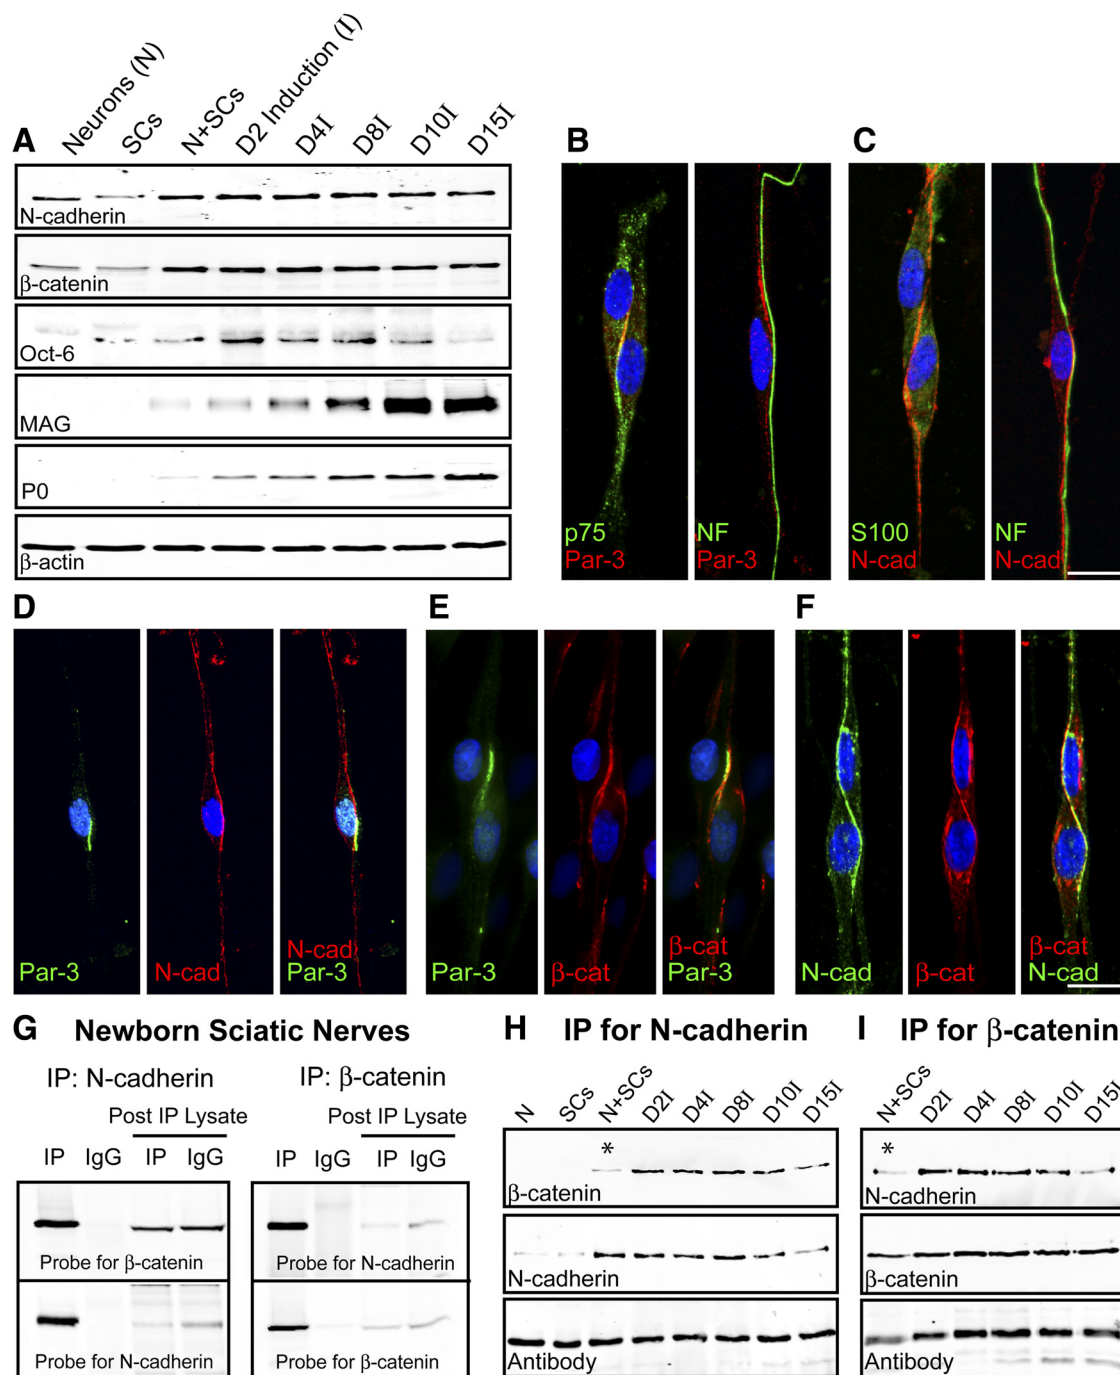 A
Neurons (N)
SCs
N+SCs
D2 Induction (I)
D4I
D8I
D10I
D15I
N-cadherin
β-catenin
Oct-6
MAG
P0
β-actin
B
p75
Par-3
NF
Par-3
C
S100
N-cad
NF
N-cad
D
Par-3
N-cad
N-cad
Par-3
E
Par-3
β-cat
β-cat
Par-3
F
N-cad
β-cat
β-cat
N-cad
G Newborn Sciatic Nerves
IP: N-cadherin
Post IP Lysate
IP IgG IP IgG
Probe for β-catenin
Probe for N-cadherin
IP: β-catenin
Post IP Lysate
IP IgG IP IgG
Probe for N-cadherin
Probe for β-catenin
H IP for N-cadherin
N SCs N+SCs D2I D4I D8I D10I D15I
*
β-catenin
N-cadherin
Antibody
I IP for β-catenin
N+SCs D2I D4I D8I D10I D15I
*
N-cadherin
β-catenin
Antibody